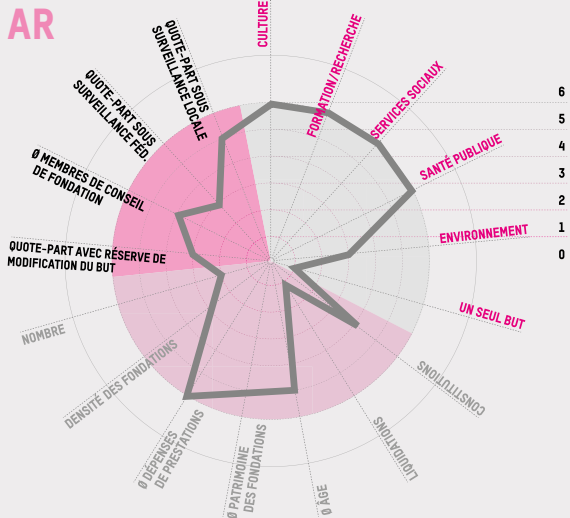 AR
CULTURE
FORMATION/RECHERCHE
SERVICES SOCIAUX
SANTÉ PUBLIQUE
ENVIRONNEMENT
UN SEUL BUT
CONSTITUTIONS
LIQUIDATIONS
Ø ÂGE
Ø PATRIMOINE
DES FONDATIONS
Ø DÉPENSES
DE PRESTATIONS
DENSITÉ DES FONDATIONS
NOMBRE
QUOTE-PART AVEC RÉSERVE DE
MODIFICATION DU BUT
Ø MEMBRES DE CONSEIL
DE FONDATION
QUOTE-PART SOUS
SURVEILLANCE FÉD.
QUOTE-PART SOUS
SURVEILLANCE LOCALE
6
5
4
3
2
1
0